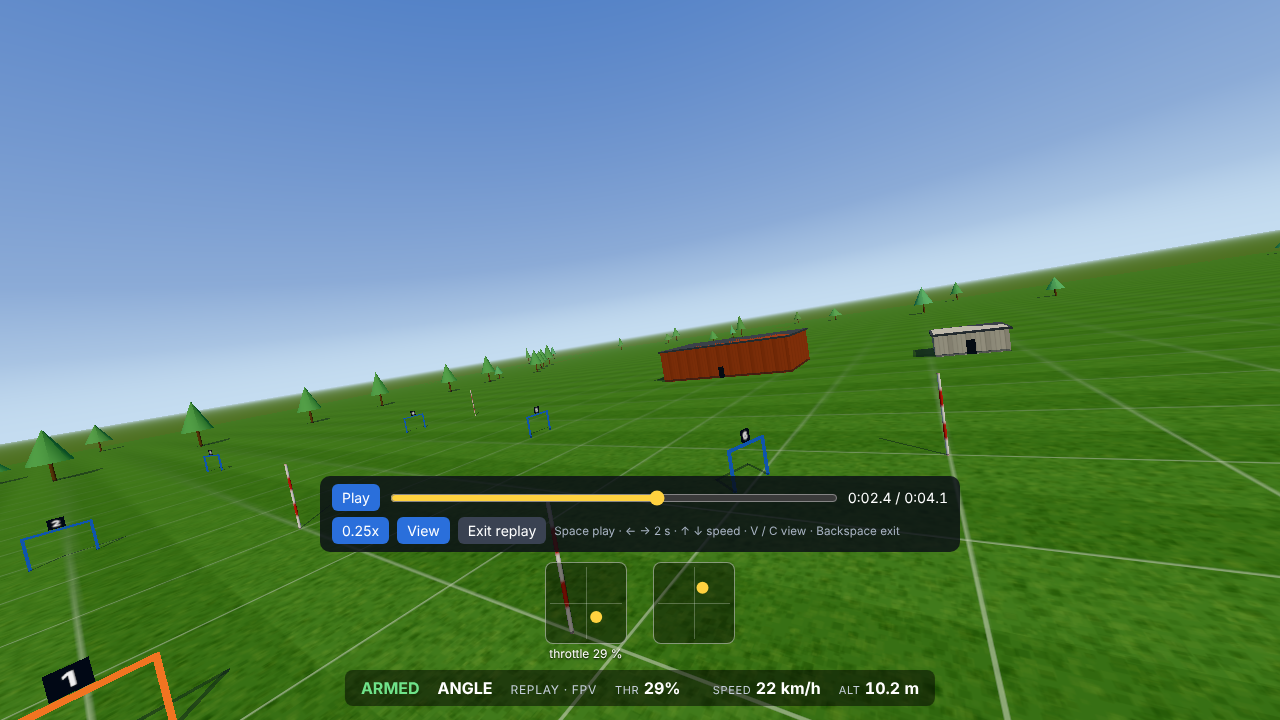 2
1
Play
0:02.4 / 0:04.1
0.25x
View
Exit replay
Space play · ← → 2 s · ↑ ↓ speed · V / C view · Backspace exit
throttle 29 %
ARMED ANGLE REPLAY · FPV THR 29% SPEED 22 km/h ALT 10.2 m